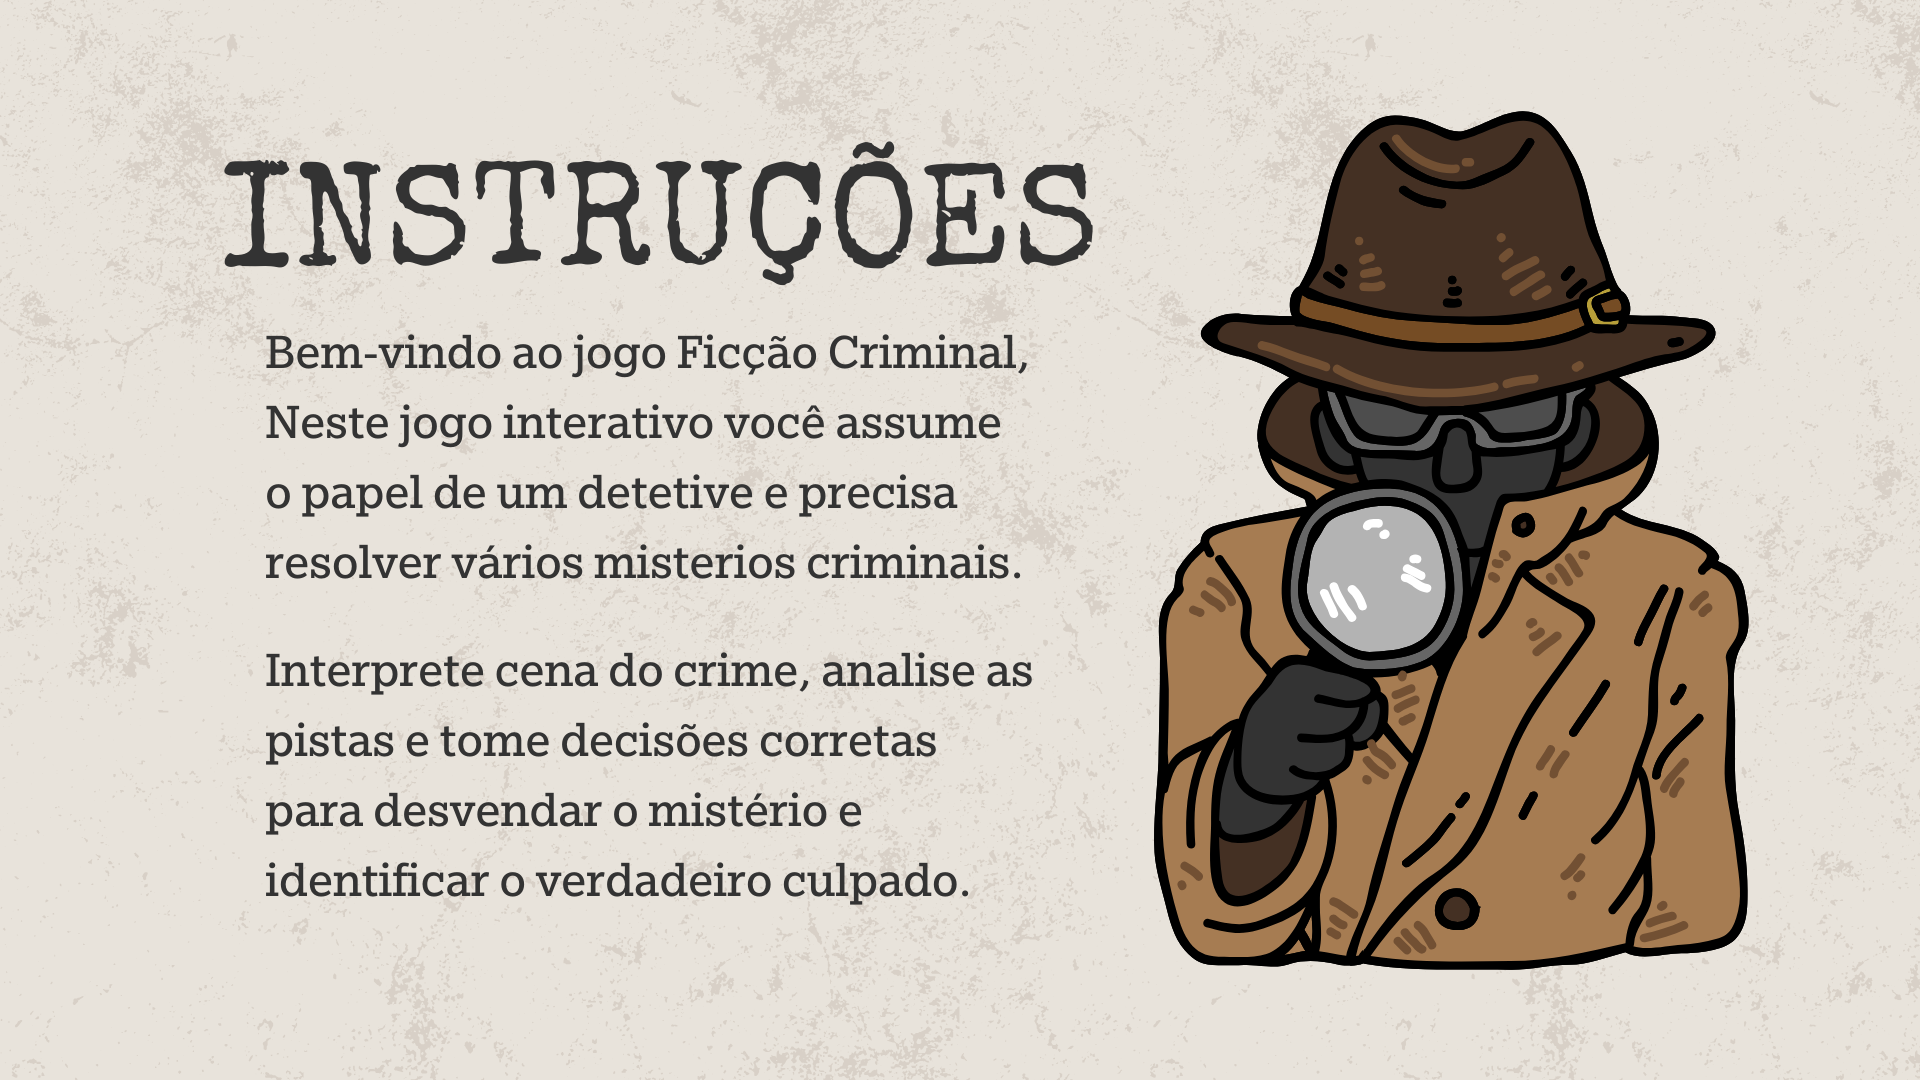 INSTRUÇÕES
Bem-vindo ao jogo Ficção Criminal,
Neste jogo interativo você assume
o papel de um detetive e precisa
resolver vários misterios criminais.
Interprete cena do crime, analise as
pistas e tome decisões corretas
para desvendar o mistério e
identificar o verdadeiro culpado.